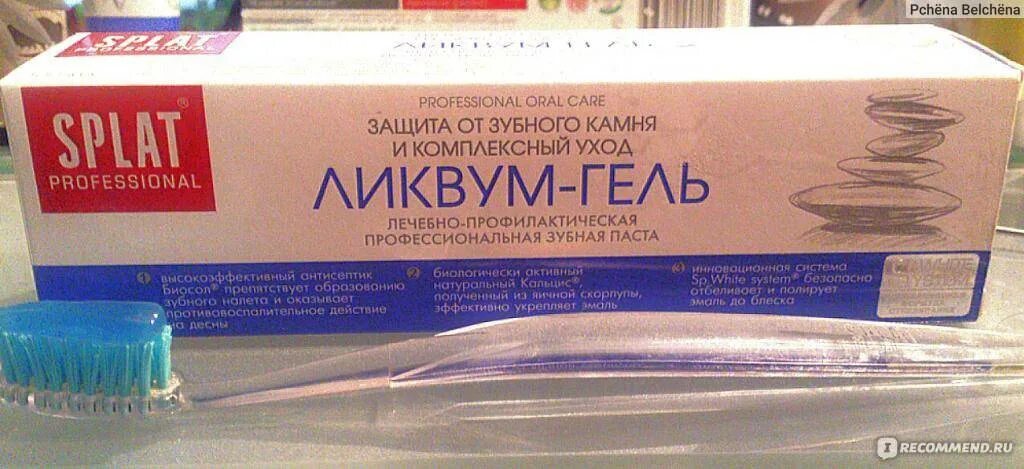 Pchёna Belchёna
SPLAT
PROFESSIONAL
SPLAT®
PROFESSIONAL
PROFESSIONAL ORAL CARE
ЗАЩИТА ОТ ЗУБНОГО КАМНЯ
И КОМПЛЕКСНЫЙ УХОД
ЛИКВУМ-ГЕЛЬ
ЛЕЧЕБНО-ПРОФИЛАКТИЧЕСКАЯ
ПРОФЕССИОНАЛЬНАЯ ЗУБНАЯ ПАСТА
1 высокоэффективный антисептик
Биосол® препятствует образованию
зубного налета и оказывает
противовоспалительное действие
на десны
2 биологически активный
натуральный Кальцис®,
полученный из яичной скорлупы,
эффективно укрепляет эмаль
3 инновационная система
Sp.White system® безопасно
отбеливает и полирует
эмаль до блеска
IRECOMMEND.RU